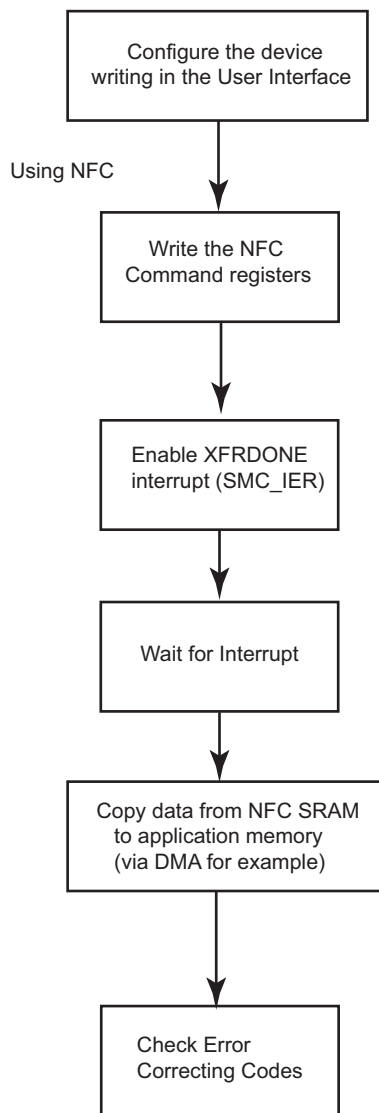 Configure the device
writing in the User Interface
Using NFC
Write the NFC
Command registers
Enable XFRDONE
interrupt (SMC_IER)
Wait for Interrupt
Copy data from NFC SRAM
to application memory
(via DMA for example)
Check Error
Correcting Codes